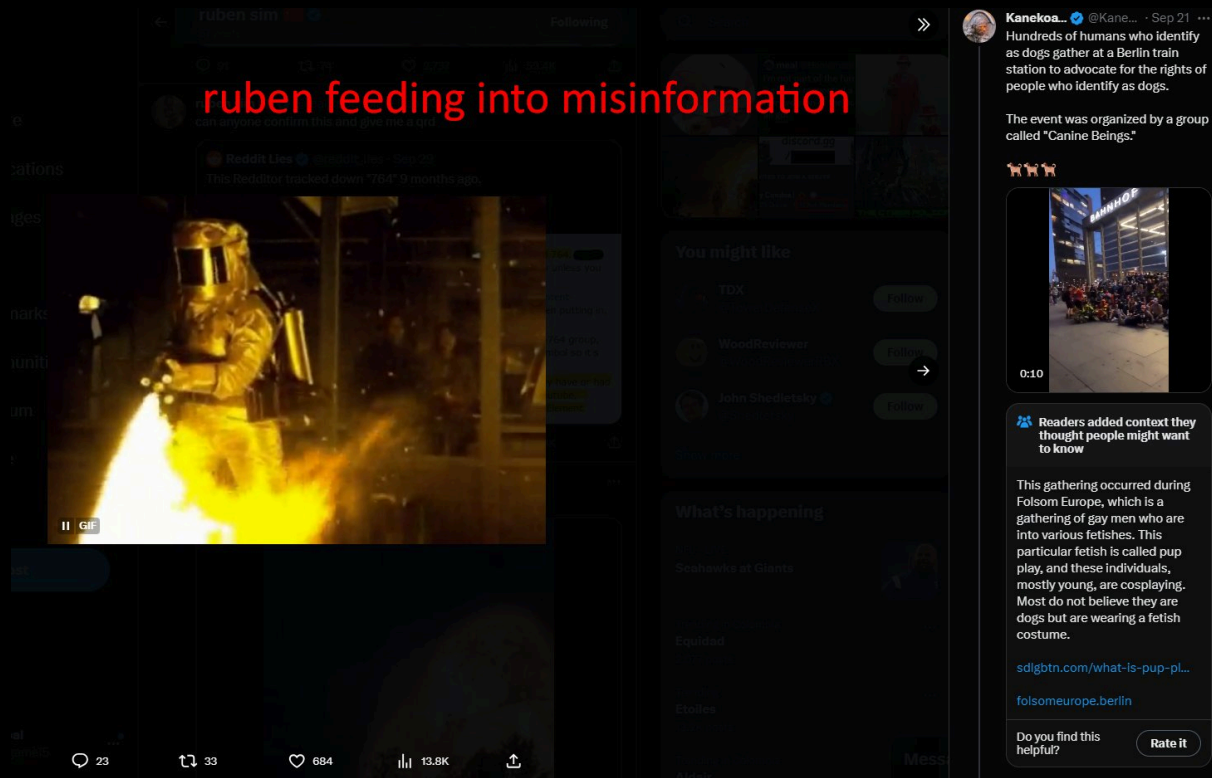 ruben sim
Following
ruben feeding into misinformation
can anyone confirm this and give me a qrd
Reddit Lies
This Redditor tracked down "764" 9 months ago.
You might like
TDX
Follow
WoodReviewer
Follow
John Shedletsky
Follow
What's happening
Seahawks at Giants
Equidad
Etoiles
GIF
23
33
684
13.8K
Kanekoa... @Kane... · Sep 21 ...
Hundreds of humans who identify
as dogs gather at a Berlin train
station to advocate for the rights of
people who identify as dogs.
The event was organized by a group
called "Canine Beings."
🐕🐕🐕
BAHNHOF
0:10
Readers added context they
thought people might want
to know
This gathering occurred during
Folsom Europe, which is a
gathering of gay men who are
into various fetishes. This
particular fetish is called pup
play, and these individuals,
mostly young, are cosplaying.
Most do not believe they are
dogs but are wearing a fetish
costume.
sdlgbtn.com/what-is-pup-pl...
folsomeurope.berlin
Do you find this
helpful?
Rate it